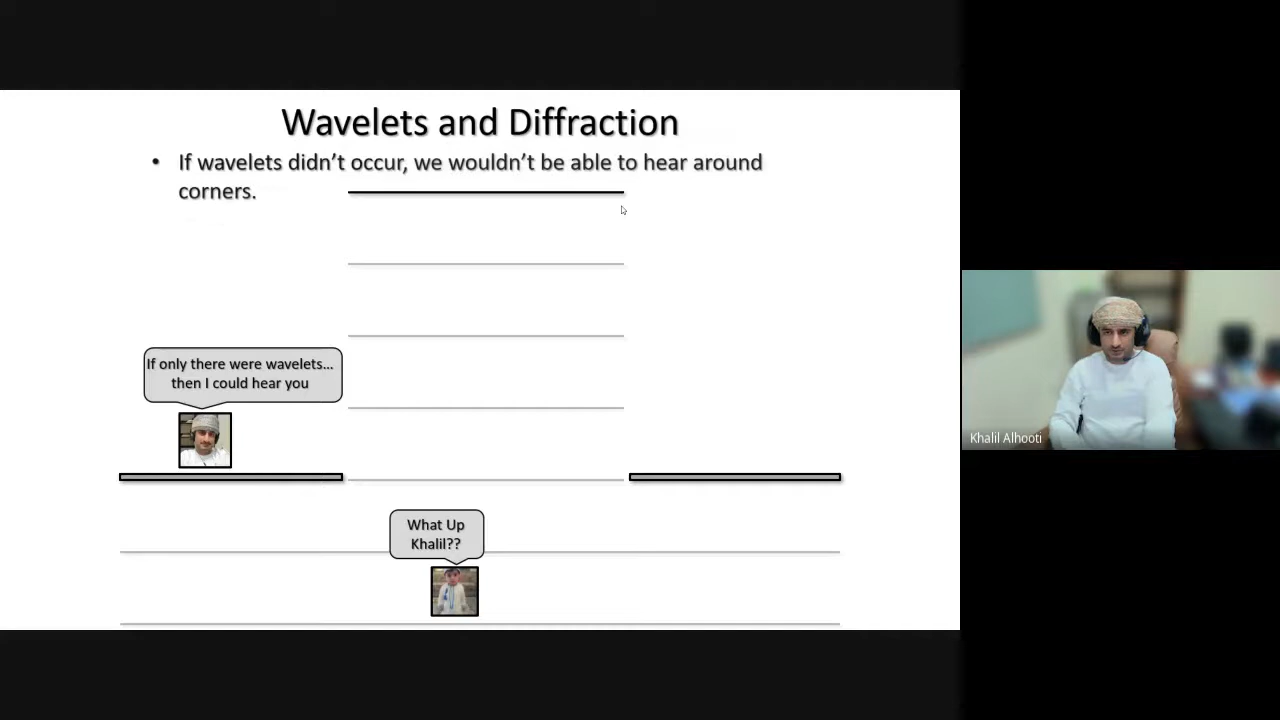 Wavelets and Diffraction
• If wavelets didn't occur, we wouldn't be able to hear around
corners.
If only there were wavelets...
then I could hear you
What Up
Khalil??
Khalil Alhooti